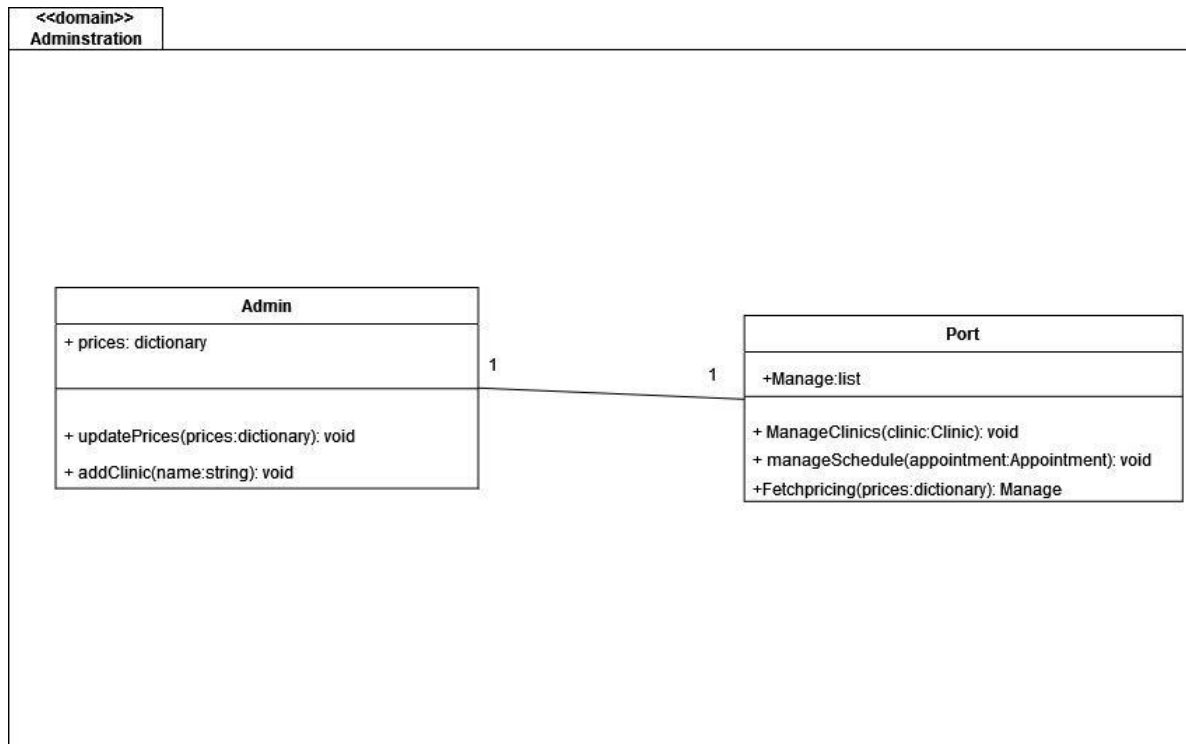 <<domain>>
Adminstration
Admin
+ prices: dictionary
+ updatePrices(prices:dictionary): void
+ addClinic(name:string): void
1
1
Port
+Manage:list
+ ManageClinics(clinic:Clinic): void
+ manageSchedule(appointment:Appointment): void
+Fetchpricing(prices:dictionary): Manage